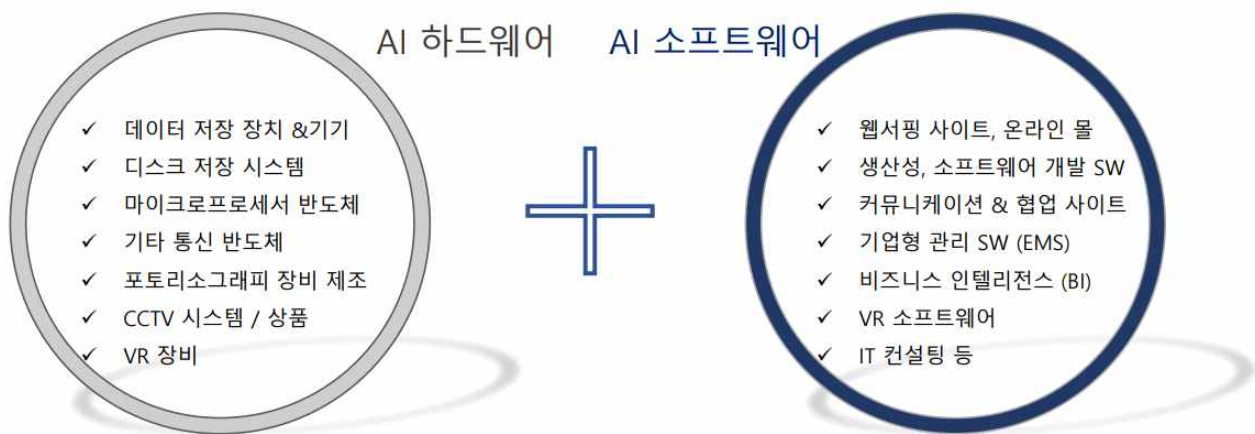 AI 하드웨어
데이터 저장 장치 &기기
디스크 저장 시스템
마이크로프로세서 반도체
기타 통신 반도체
포토리소그래피 장비 제조
CCTV 시스템 / 상품
VR 장비
AI 소프트웨어
웹서핑 사이트, 온라인 몰
생산성, 소프트웨어 개발 SW
커뮤니케이션 & 협업 사이트
기업형 관리 SW (EMS)
비즈니스 인텔리전스 (BI)
VR 소프트웨어
IT 컨설팅 등